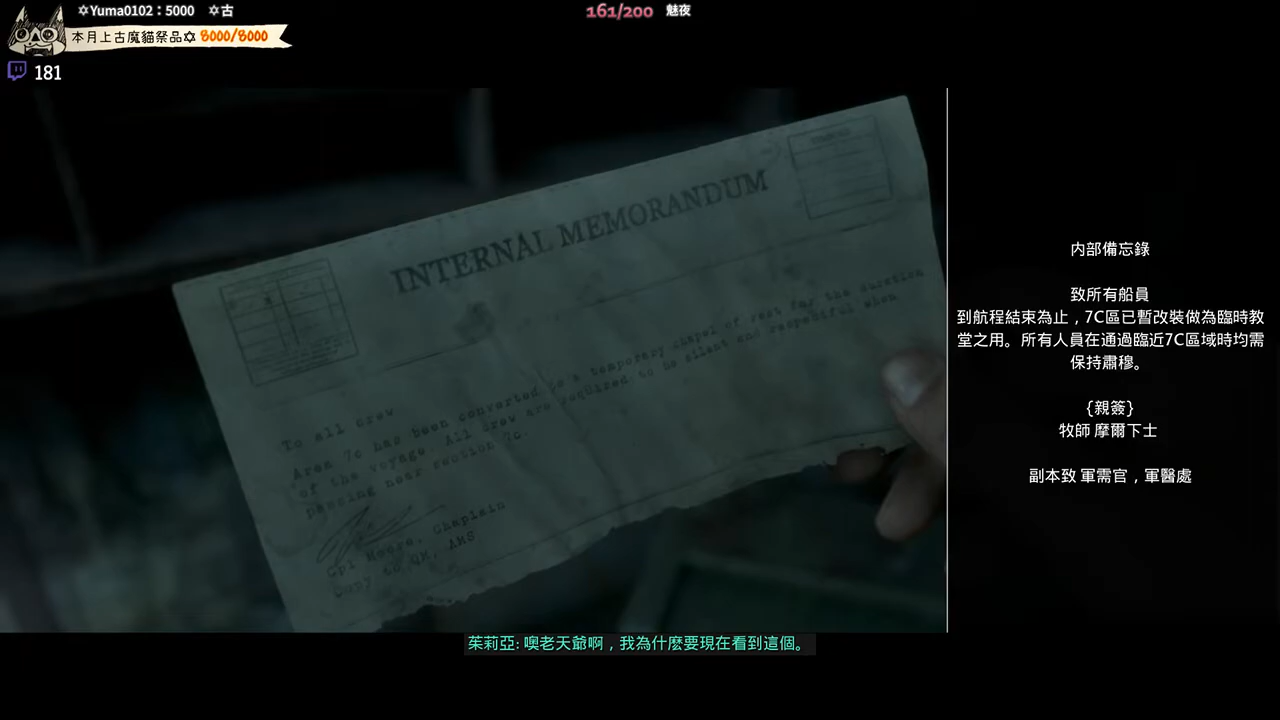 ✡Yuma0102：5000 ✡古
161/200 魅夜
本月上古魔貓祭品✡ 8000/8000
181
INTERNAL MEMORANDUM
To all crew
Area 7c has been converted to a temporary chapel of rest for the duration
of the voyage. All crew are required to be silent and respectful when
passing near section 7c.
Cpl Moore, Chaplain
Copy to QM, AMS
內部備忘錄
致所有船員
到航程結束為止，7C區已暫改裝做為臨時教
堂之用。所有人員在通過臨近7C區域時均需
保持肅穆。
{親簽}
牧師 摩爾下士
副本致 軍需官，軍醫處
茱莉亞: 噢老天爺啊，我為什麼要現在看到這個。